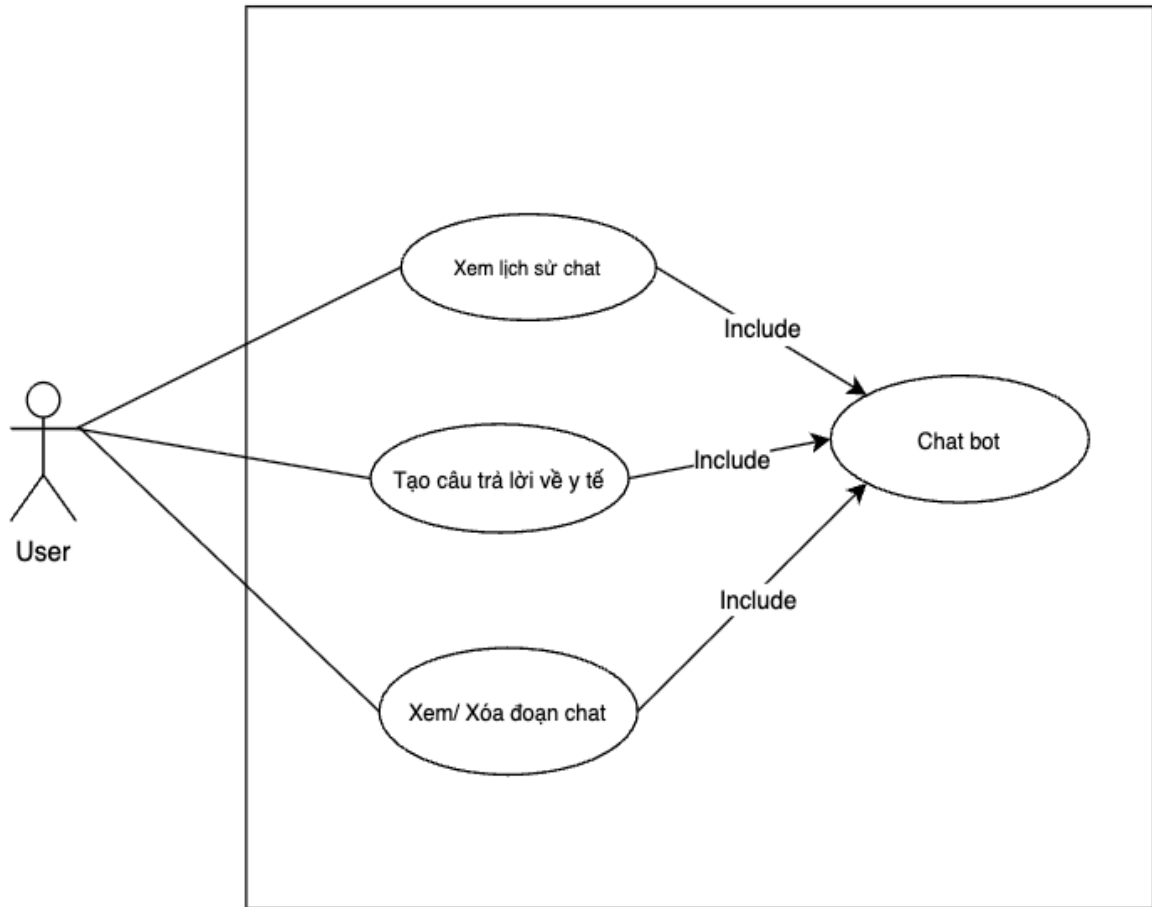 Xem lịch sử chat
Include
Tạo câu trả lời về y tế
Include
Chat bot
User
Include
Xem/ Xóa đoạn chat